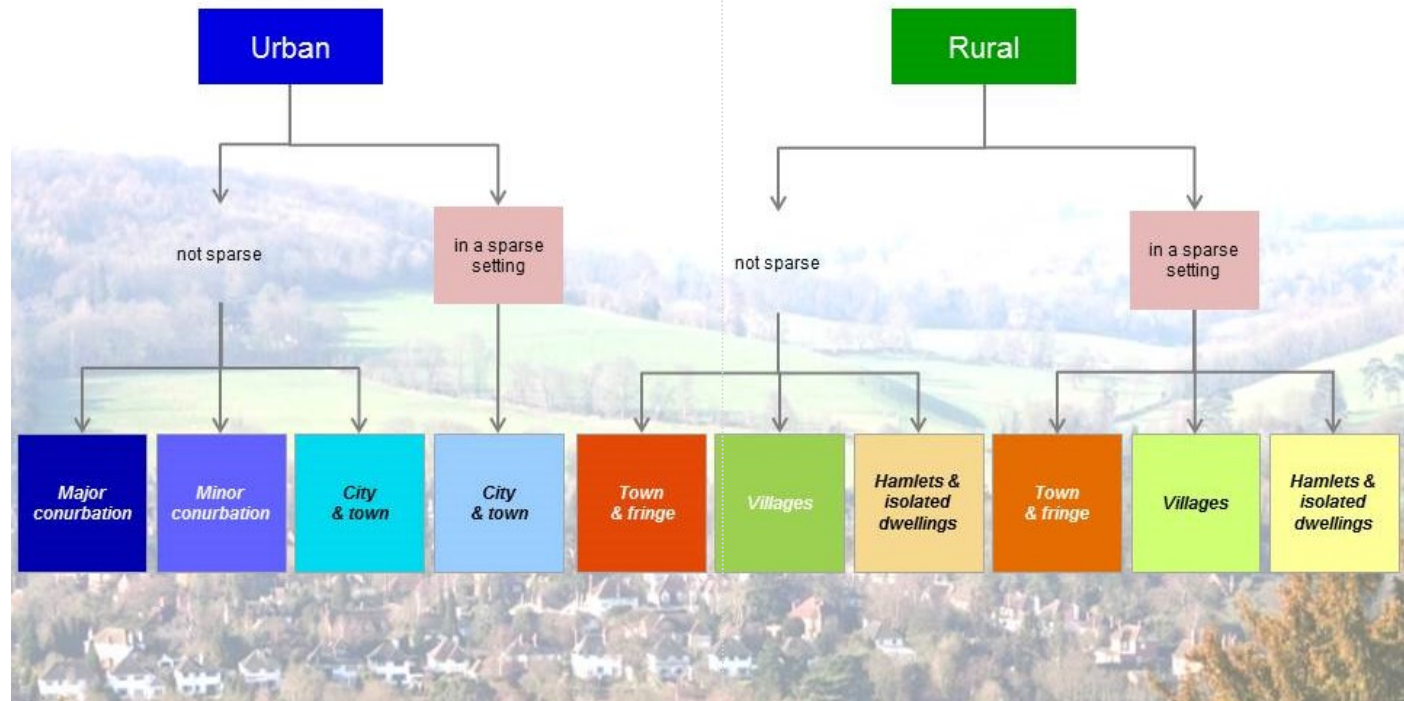 Urban
Rural
not sparse
in a sparse
setting
not sparse
in a sparse
setting
Major
conurbation
Minor
conurbation
City
& town
City
& town
Town
& fringe
Villages
Hamlets &
isolated
dwellings
Town
& fringe
Villages
Hamlets &
isolated
dwellings